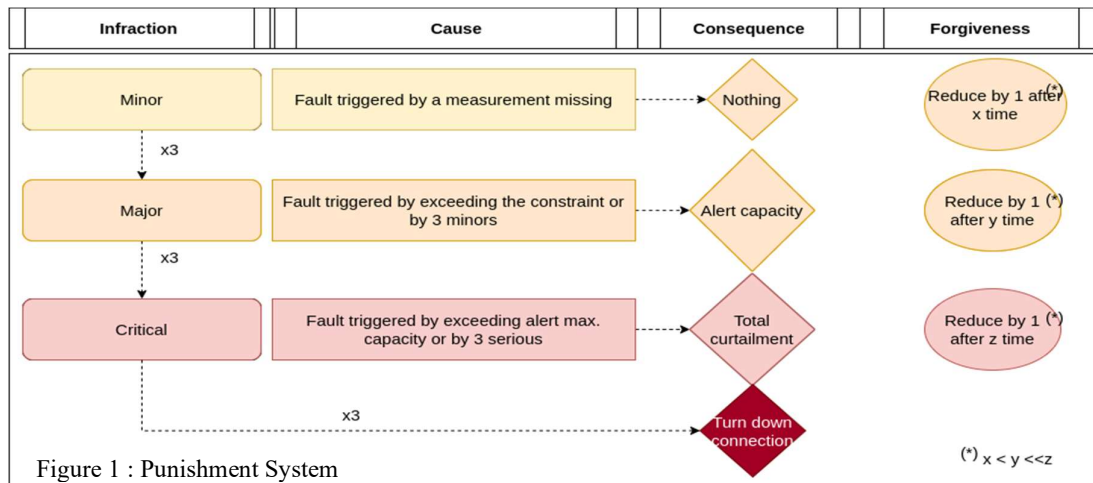 Infraction
Cause
Consequence
Forgiveness
Minor
Fault triggered by a measurement missing
Nothing
Reduce by 1 after (*)
x time
x3
Major
Fault triggered by exceeding the constraint or
by 3 minors
Alert capacity
Reduce by 1 (*)
after y time
x3
Critical
Fault triggered by exceeding alert max.
capacity or by 3 serious
Total
curtailment
Reduce by 1 (*)
after z time
x3
Turn down
connection
Figure 1 : Punishment System
(*) x < y <<z